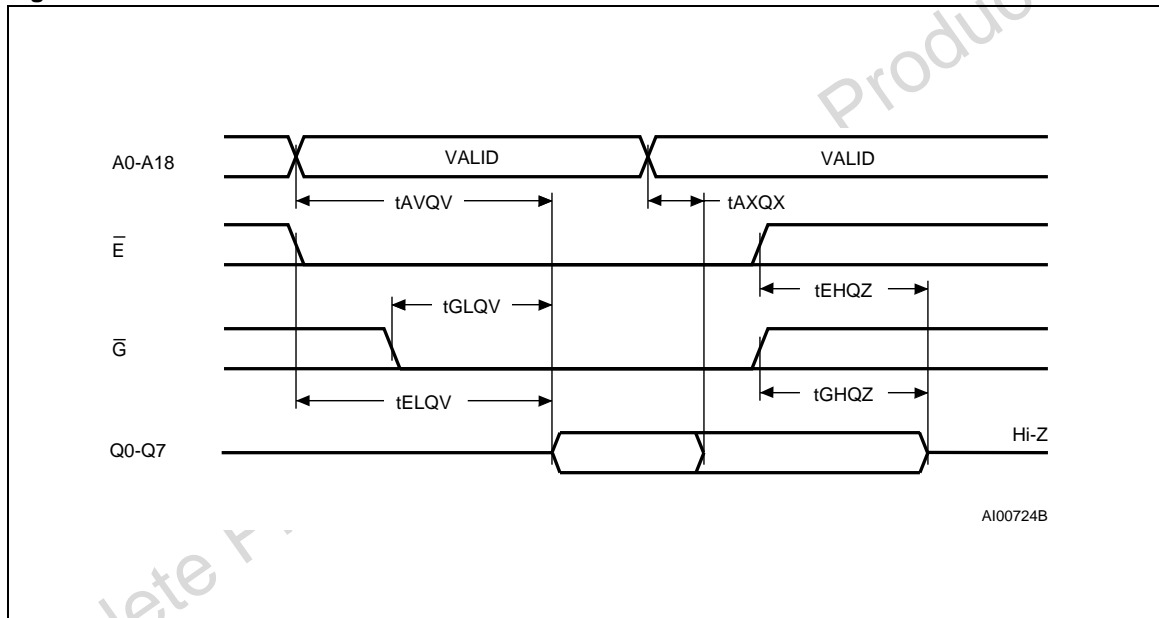 Produc
A0-A18
VALID
VALID
tAVQV
tAXQX
E̅
tEHQZ
tGLQV
G̅
tELQV
tGHQZ
Q0-Q7
Hi-Z
AI00724B
lete P